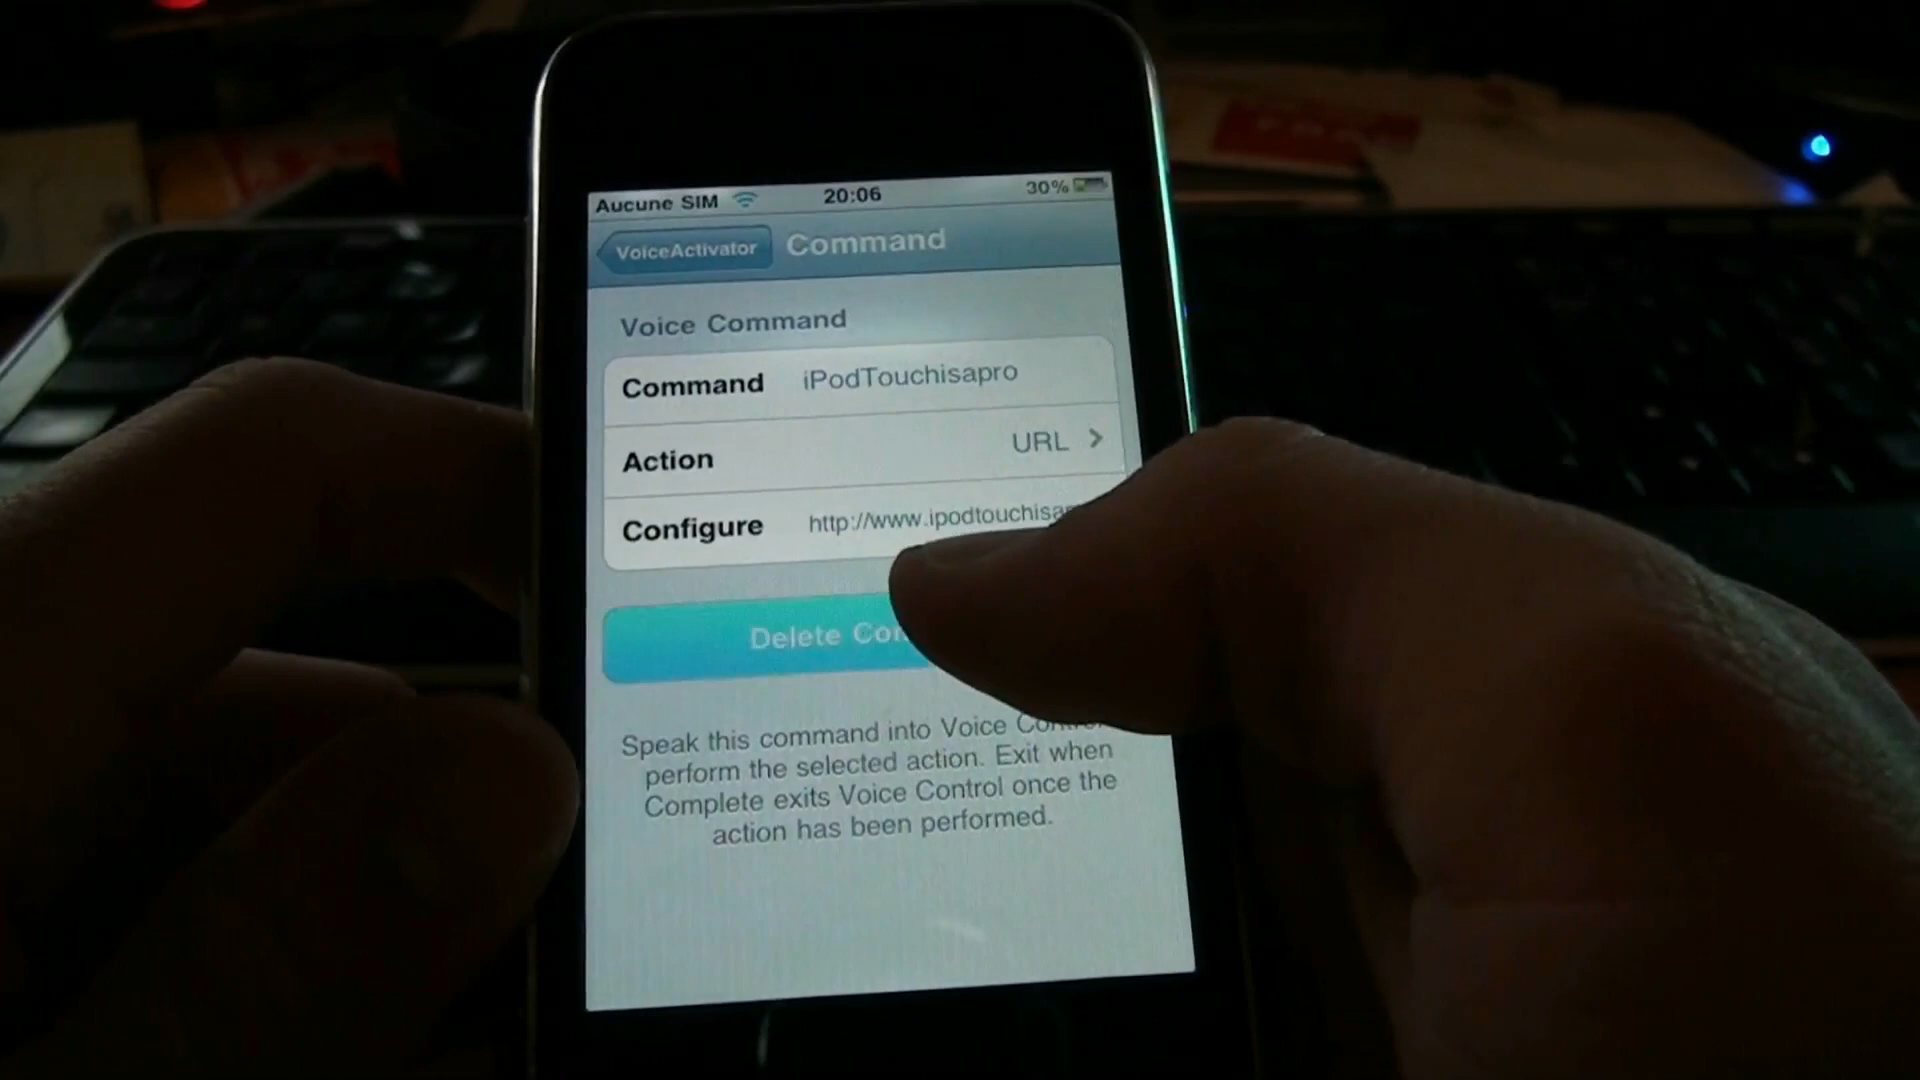 Aucune SIM 20:06 30%
VoiceActivator Command
Voice Command
Command iPodTouchisapro
Action URL
Configure http://www.ipodtouchisa
Delete
Speak this command into Voice
perform the selected action. Exit when
Complete exits Voice Control once the
action has been performed.